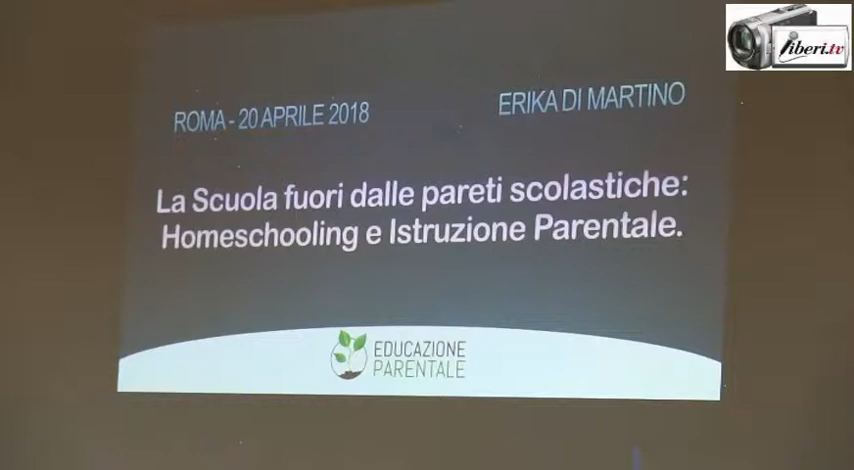 liberi.tv
ROMA - 20 APRILE 2018
ERIKA DI MARTINO
La Scuola fuori dalle pareti scolastiche:
Homeschooling e Istruzione Parentale.
EDUCAZIONE
PARENTALE